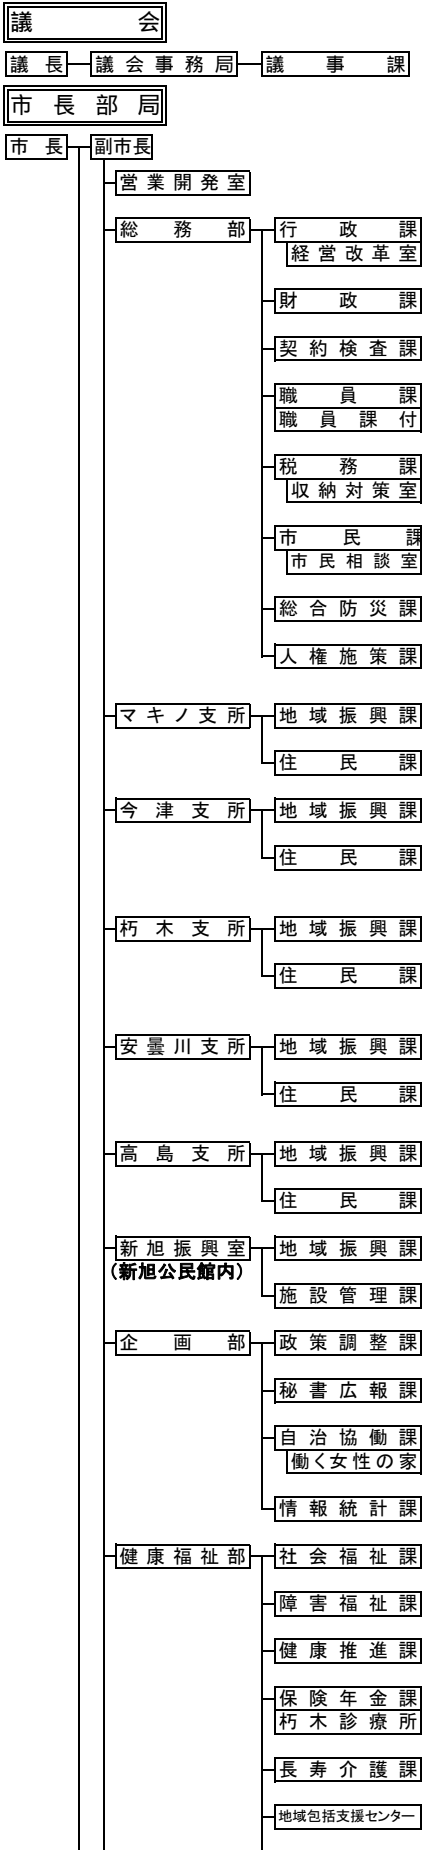 議会
議長 議会事務局 議事課
市長部局
市長 副市長
営業開発室
総務部 行政課
経営改革室
財政課
契約検査課
職員課
職員課付
税務課
収納対策室
市民課
市民相談室
総合防災課
人権施策課
マキノ支所 地域振興課
住民課
今津支所 地域振興課
住民課
朽木支所 地域振興課
住民課
安曇川支所 地域振興課
住民課
高島支所 地域振興課
住民課
新旭振興室 地域振興課
（新旭公民館内）
施設管理課
企画部 政策調整課
秘書広報課
自治協働課
働く女性の家
情報統計課
健康福祉部 社会福祉課
障害福祉課
健康推進課
保険年金課
朽木診療所
長寿介護課
地域包括支援センター